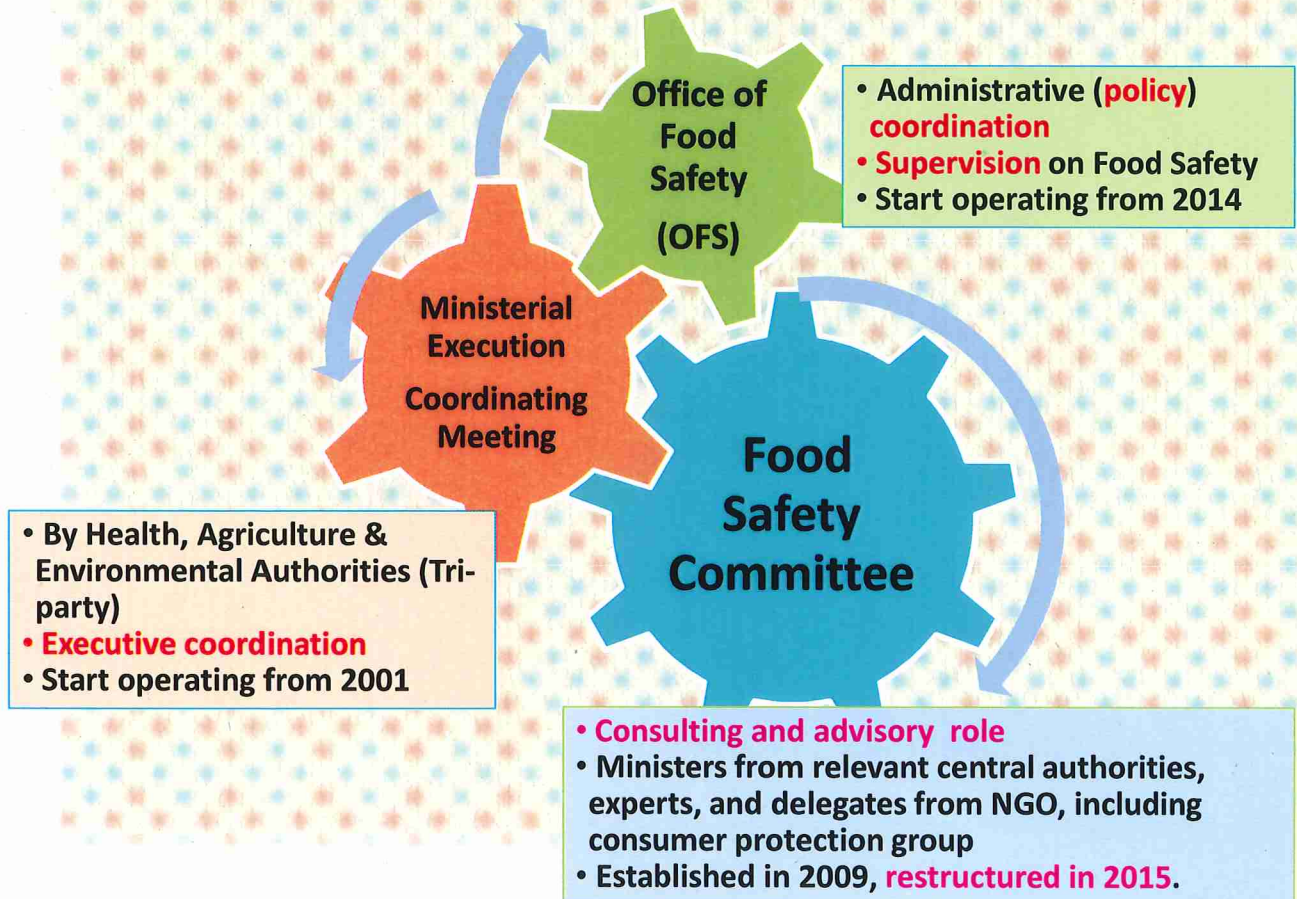 Office of
Food
Safety
(OFS)
• Administrative (policy)
coordination
• Supervision on Food Safety
• Start operating from 2014
Ministerial
Execution
Coordinating
Meeting
Food
Safety
Committee
• By Health, Agriculture &
Environmental Authorities (Tri-
party)
• Executive coordination
• Start operating from 2001
• Consulting and advisory role
• Ministers from relevant central authorities,
experts, and delegates from NGO, including
consumer protection group
• Established in 2009, restructured in 2015.